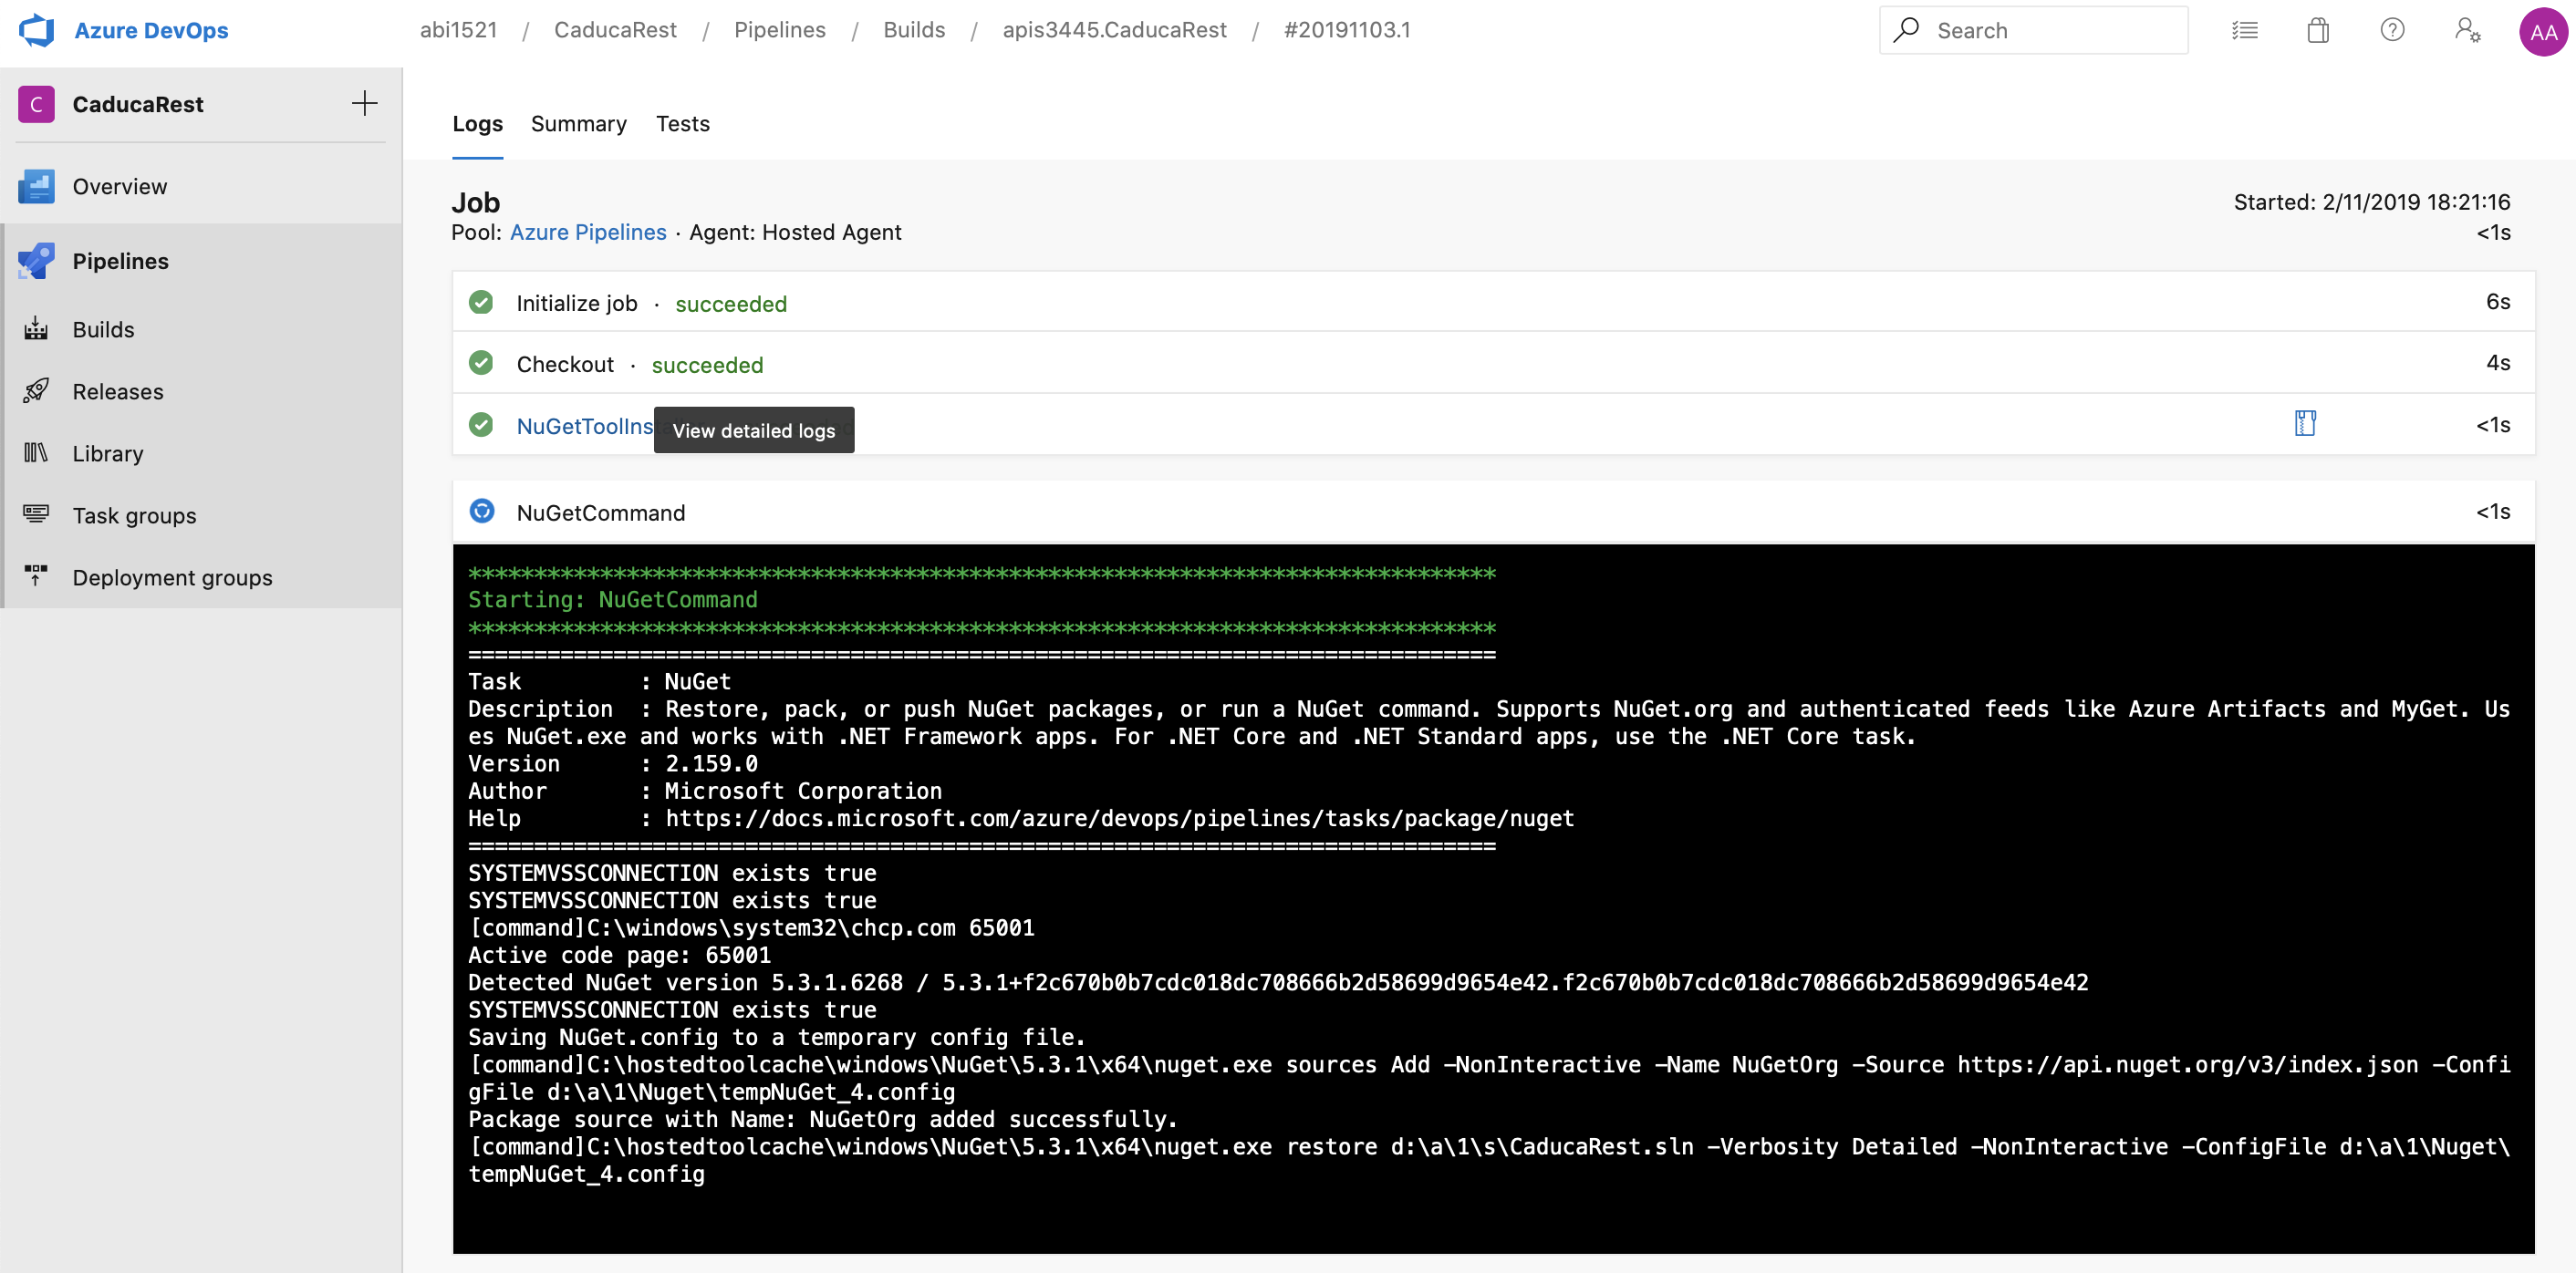 Azure DevOps
abi1521 / CaducaRest / Pipelines / Builds / apis3445.CaducaRest / #20191103.1
Search
AA
C CaducaRest
Overview
Pipelines
Builds
Releases
Library
Task groups
Deployment groups
Logs Summary Tests
Job
Started: 2/11/2019 18:21:16
Pool: Azure Pipelines · Agent: Hosted Agent
<1s
Initialize job · succeeded 6s
Checkout · succeeded 4s
NuGetToolInst <1s
View detailed logs
NuGetCommand <1s
******************************************************************************
Starting: NuGetCommand
******************************************************************************
==============================================================================
Task         : NuGet
Description  : Restore, pack, or push NuGet packages, or run a NuGet command. Supports NuGet.org and authenticated feeds like Azure Artifacts and MyGet. Us
es NuGet.exe and works with .NET Framework apps. For .NET Core and .NET Standard apps, use the .NET Core task.
Version      : 2.159.0
Author       : Microsoft Corporation
Help         : https://docs.microsoft.com/azure/devops/pipelines/tasks/package/nuget
==============================================================================
SYSTEMVSSCONNECTION exists true
SYSTEMVSSCONNECTION exists true
[command]C:\windows\system32\chcp.com 65001
Active code page: 65001
Detected NuGet version 5.3.1.6268 / 5.3.1+f2c670b0b7cdc018dc708666b2d58699d9654e42.f2c670b0b7cdc018dc708666b2d58699d9654e42
SYSTEMVSSCONNECTION exists true
Saving NuGet.config to a temporary config file.
[command]C:\hostedtoolcache\windows\NuGet\5.3.1\x64\nuget.exe sources Add -NonInteractive -Name NuGetOrg -Source https://api.nuget.org/v3/index.json -Confi
gFile d:\a\1\Nuget\tempNuGet_4.config
Package source with Name: NuGetOrg added successfully.
[command]C:\hostedtoolcache\windows\NuGet\5.3.1\x64\nuget.exe restore d:\a\1\s\CaducaRest.sln -Verbosity Detailed -NonInteractive -ConfigFile d:\a\1\Nuget\
tempNuGet_4.config